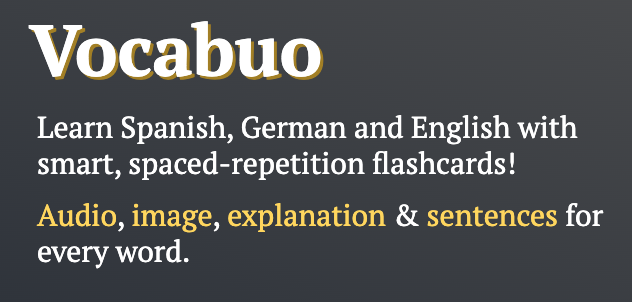 Vocabuo
Learn Spanish, German and English with
smart, spaced-repetition flashcards!
Audio, image, explanation & sentences for
every word.